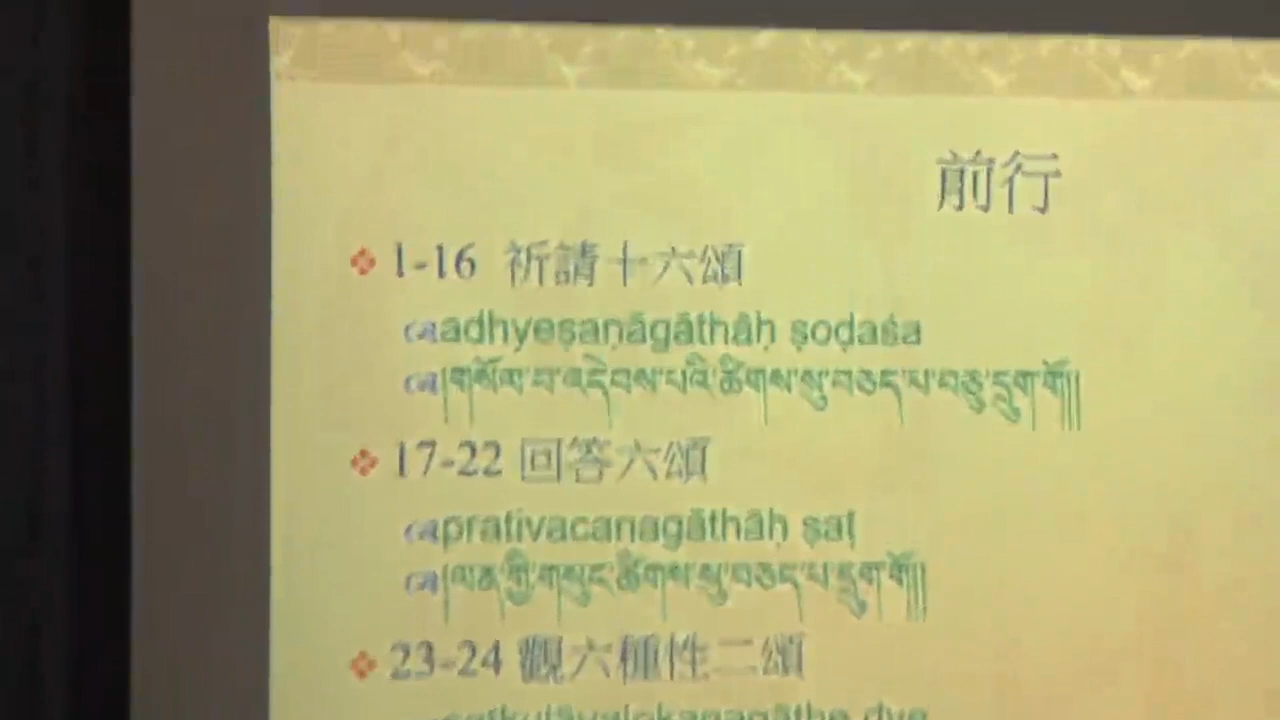 前行
1-16 祈請十六頌
adhyeṣaṇāgāthāḥ ṣoḍaśa
།གསོལ་བ་འདེབས་པའི་ཚིགས་སུ་བཅད་པ་བཅུ་དྲུག་གོ།།
17-22 回答六頌
prativacanagāthāḥ ṣaṭ
།ལན་གྱི་གསུང་ཚིགས་སུ་བཅད་པ་དྲུག་གོ།།
23-24 觀六種性二頌